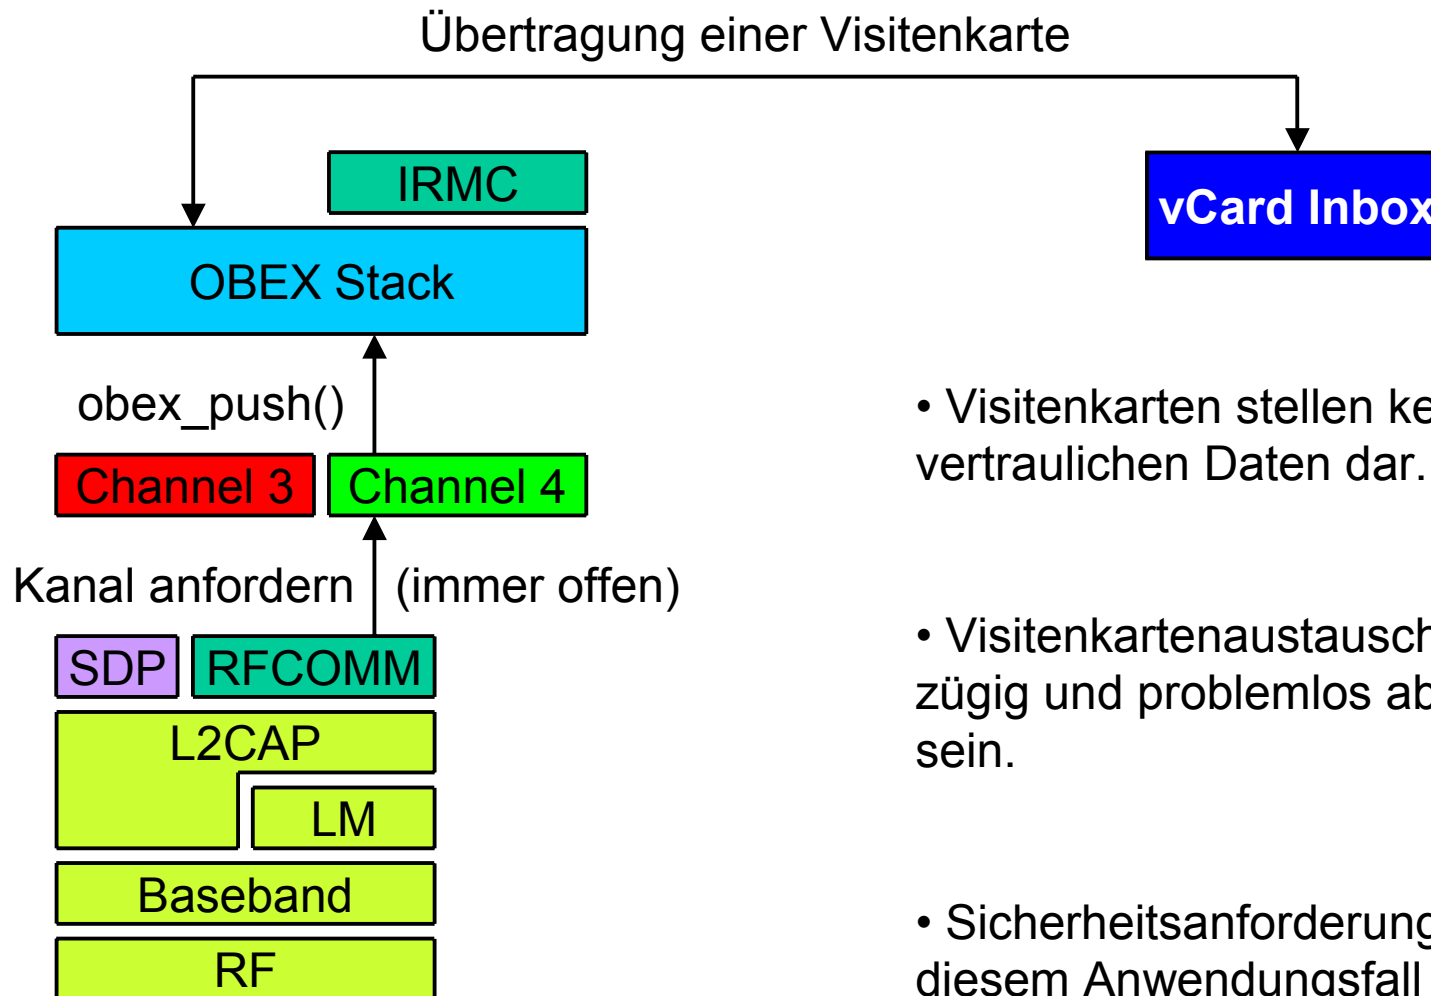 Übertragung einer Visitenkarte
IRMC
vCard Inbox
OBEX Stack
obex_push()
Channel 3
Channel 4
Kanal anfordern
(immer offen)
SDP
RFCOMM
L2CAP
LM
Baseband
RF
• Visitenkarten stellen
vertraulichen Daten dar.
• Visitenkartenaustausch
zügig und problemlos
sein.
• Sicherheitsanforderung
diesem Anwendungsfall